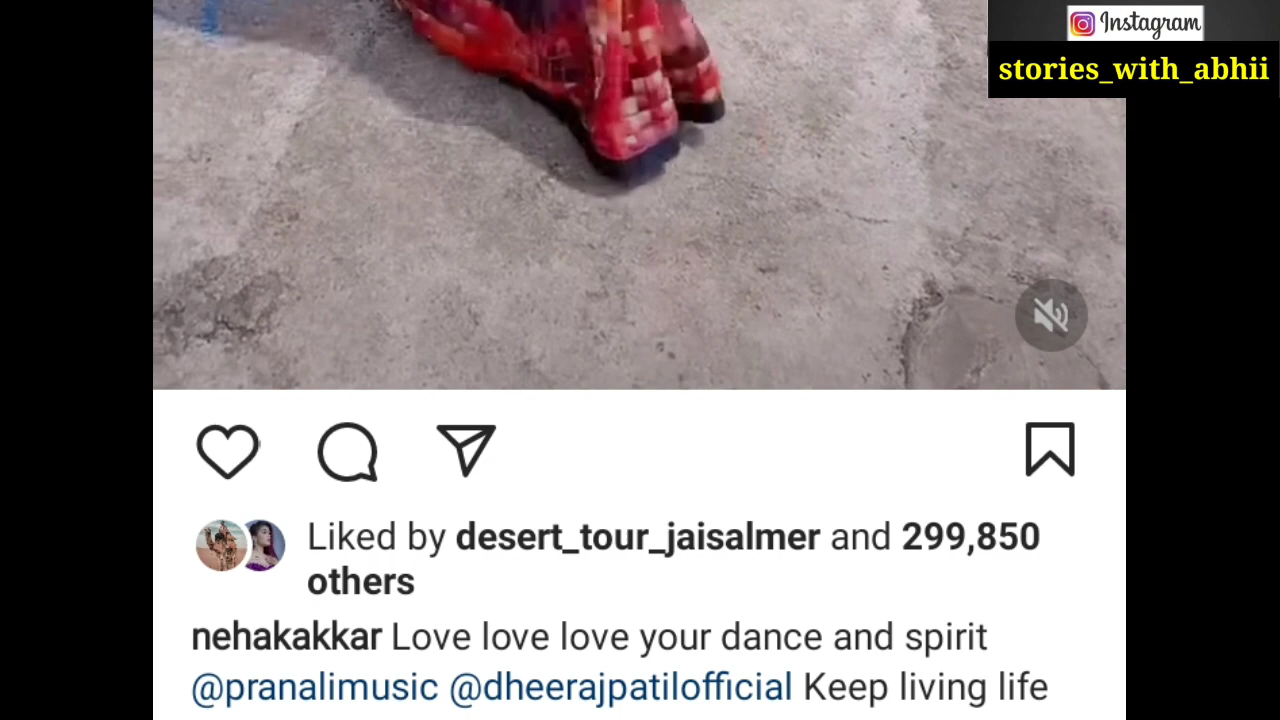 Instagram
stories_with_abhii
Liked by desert_tour_jaisalmer and 299,850
others
nehakakkar Love love love your dance and spirit
@pranalimusic @dheerajpatilofficial Keep living life